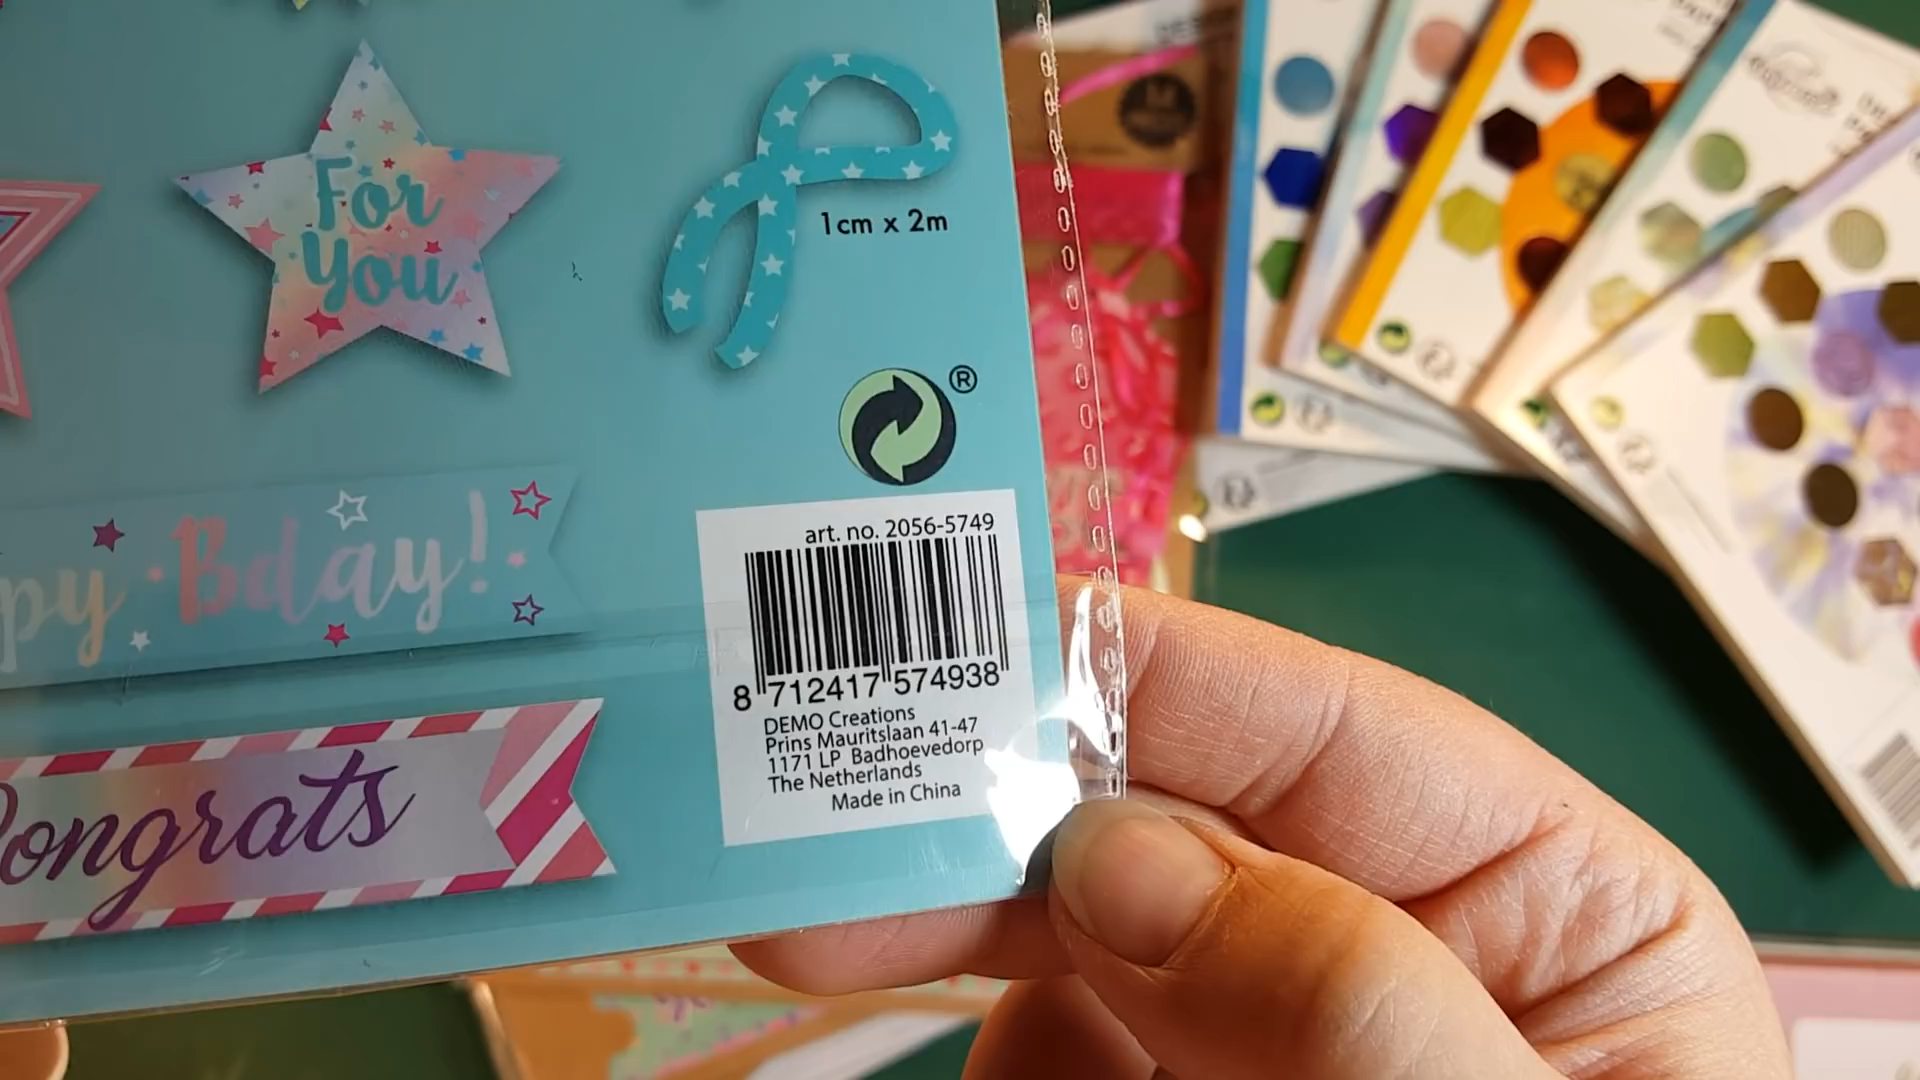 For
You
1cm x 2m
®
py Bday!
art. no. 2056-5749
8 712417 574938
DEMO Creations
Prins Mauritslaan 41-47
1171 LP Badhoevedorp
The Netherlands
Made in China
Congrats